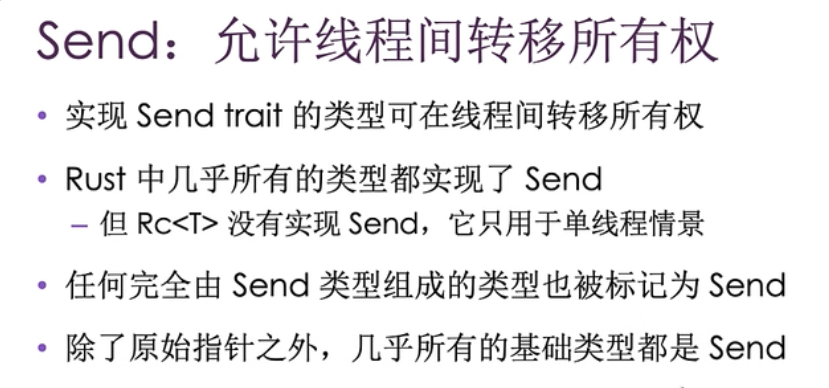 Send：允许线程间转移所有权
• 实现 Send trait 的类型可在线程间转移所有权
• Rust 中几乎所有的类型都实现了 Send
– 但 Rc<T> 没有实现 Send，它只用于单线程情景
• 任何完全由 Send 类型组成的类型也被标记为 Send
• 除了原始指针之外，几乎所有的基础类型都是 Send